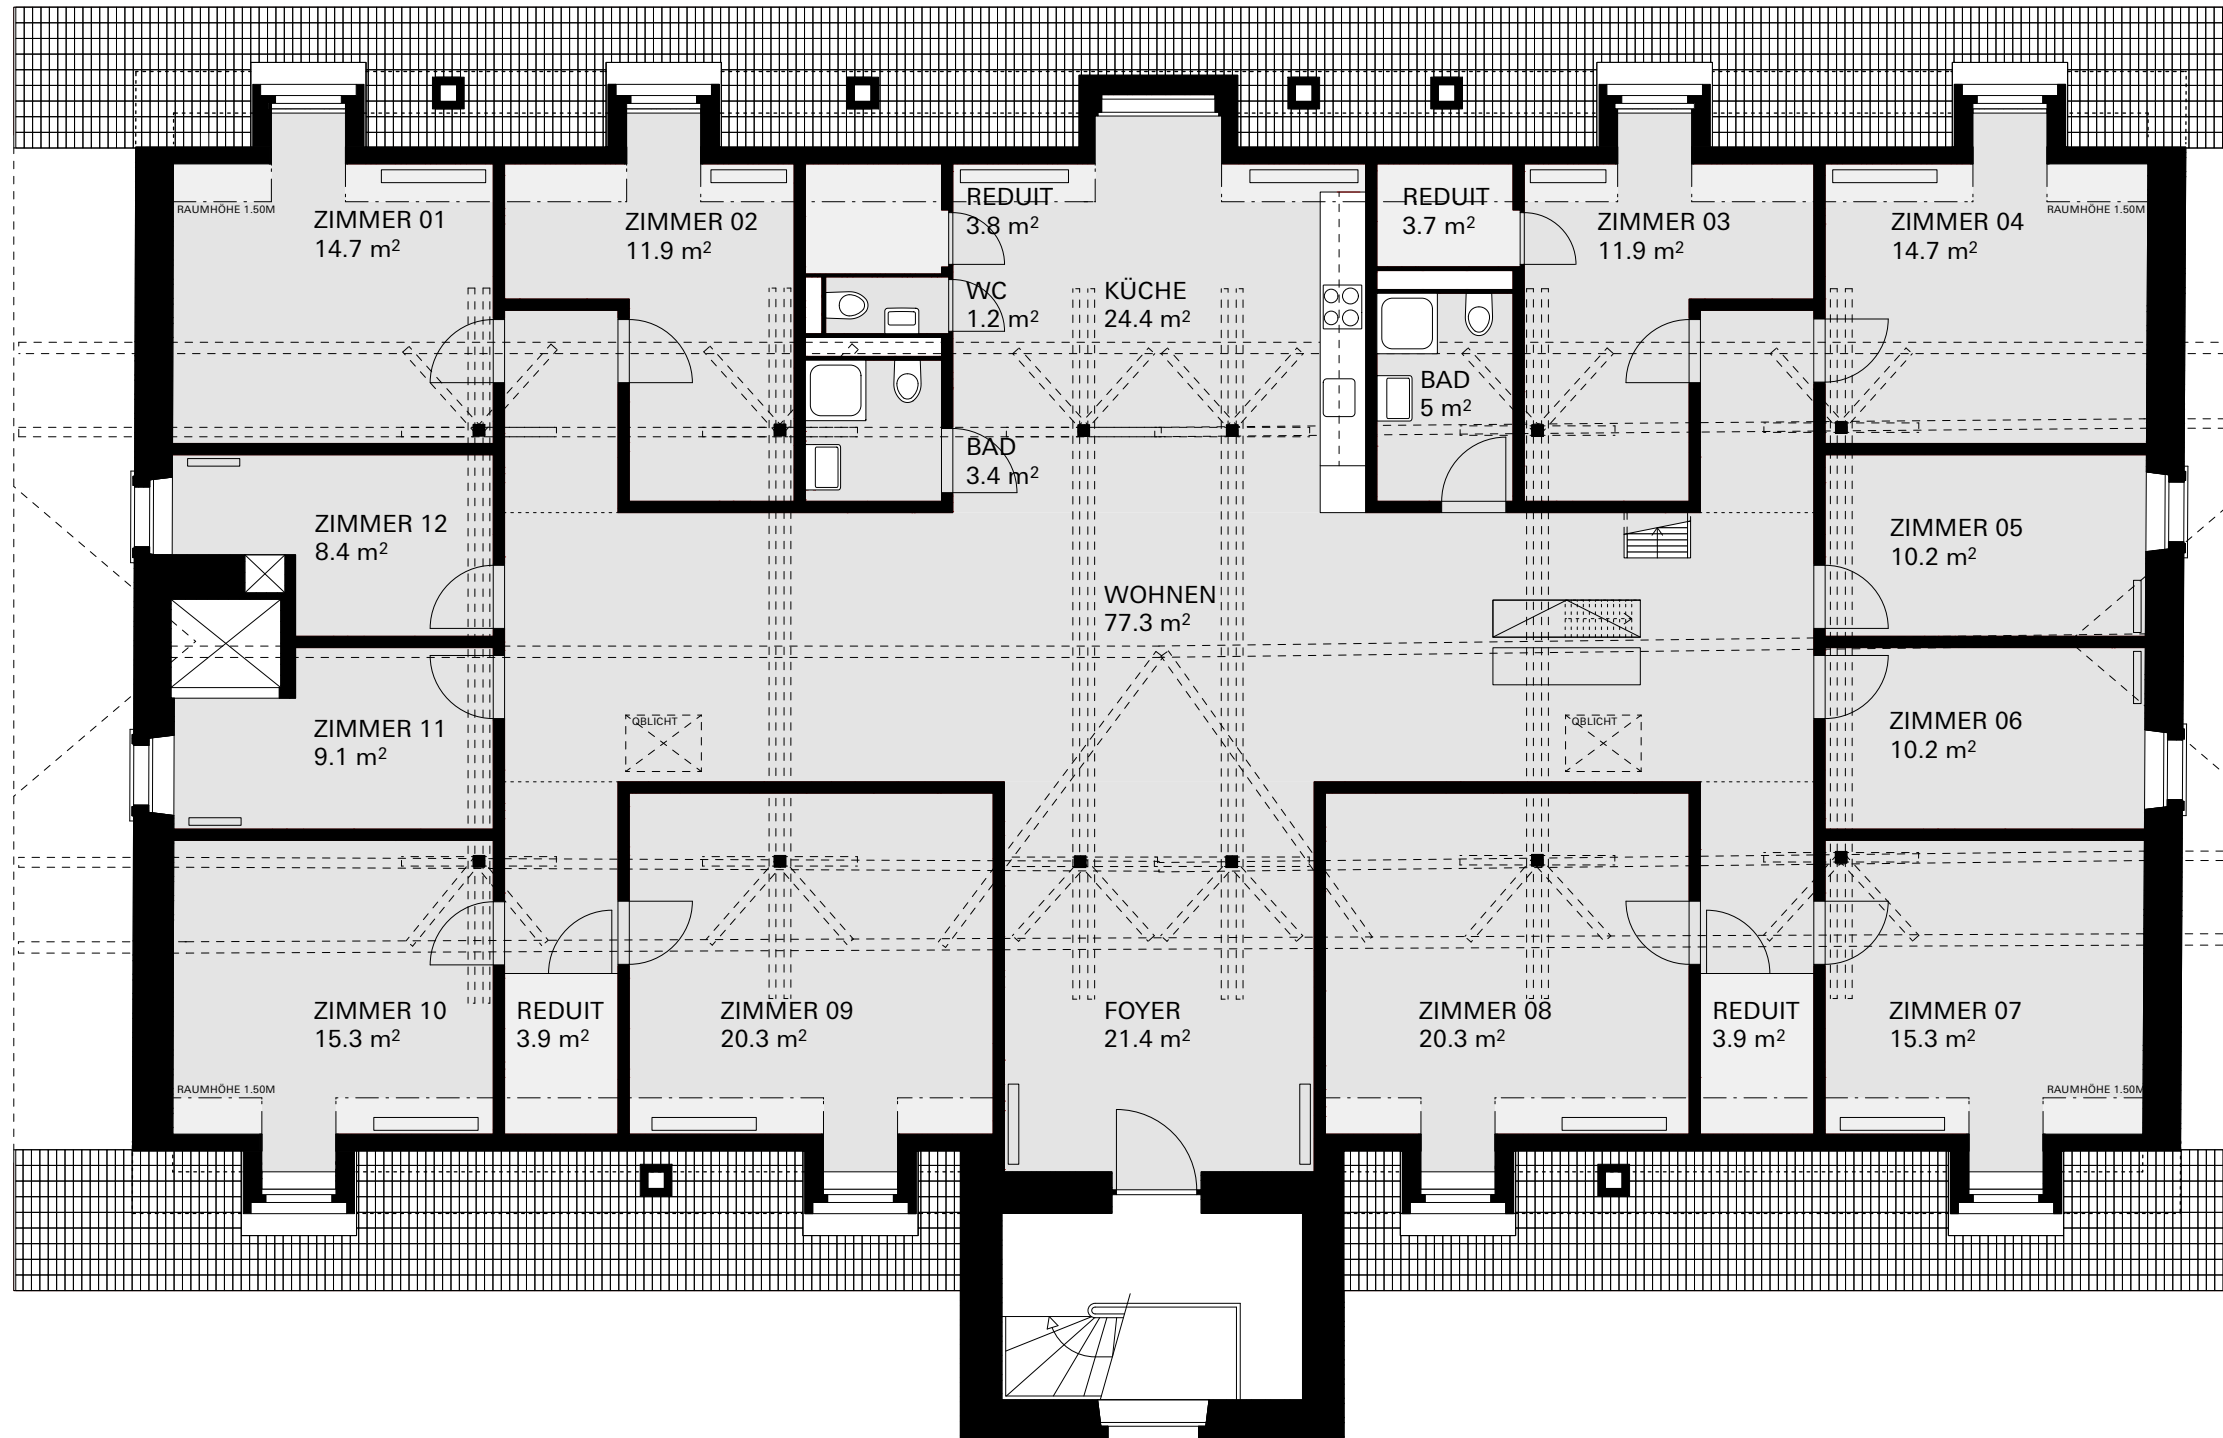 REDUIT
3.8 m²
REDUIT
3.7 m²
RAUMHÖHE 1.50M
ZIMMER 01
14.7 m²
ZIMMER 02
11.9 m²
ZIMMER 03
11.9 m²
ZIMMER 04
14.7 m²
RAUMHÖHE 1.50M
WC
1.2 m²
KÜCHE
24.4 m²
BAD
5 m²
BAD
3.4 m²
ZIMMER 12
8.4 m²
ZIMMER 05
10.2 m²
WOHNEN
77.3 m²
ZIMMER 11
9.1 m²
OBLICHT
OBLICHT
ZIMMER 06
10.2 m²
ZIMMER 10
15.3 m²
REDUIT
3.9 m²
ZIMMER 09
20.3 m²
FOYER
21.4 m²
ZIMMER 08
20.3 m²
REDUIT
3.9 m²
ZIMMER 07
15.3 m²
RAUMHÖHE 1.50M
RAUMHÖHE 1.50M